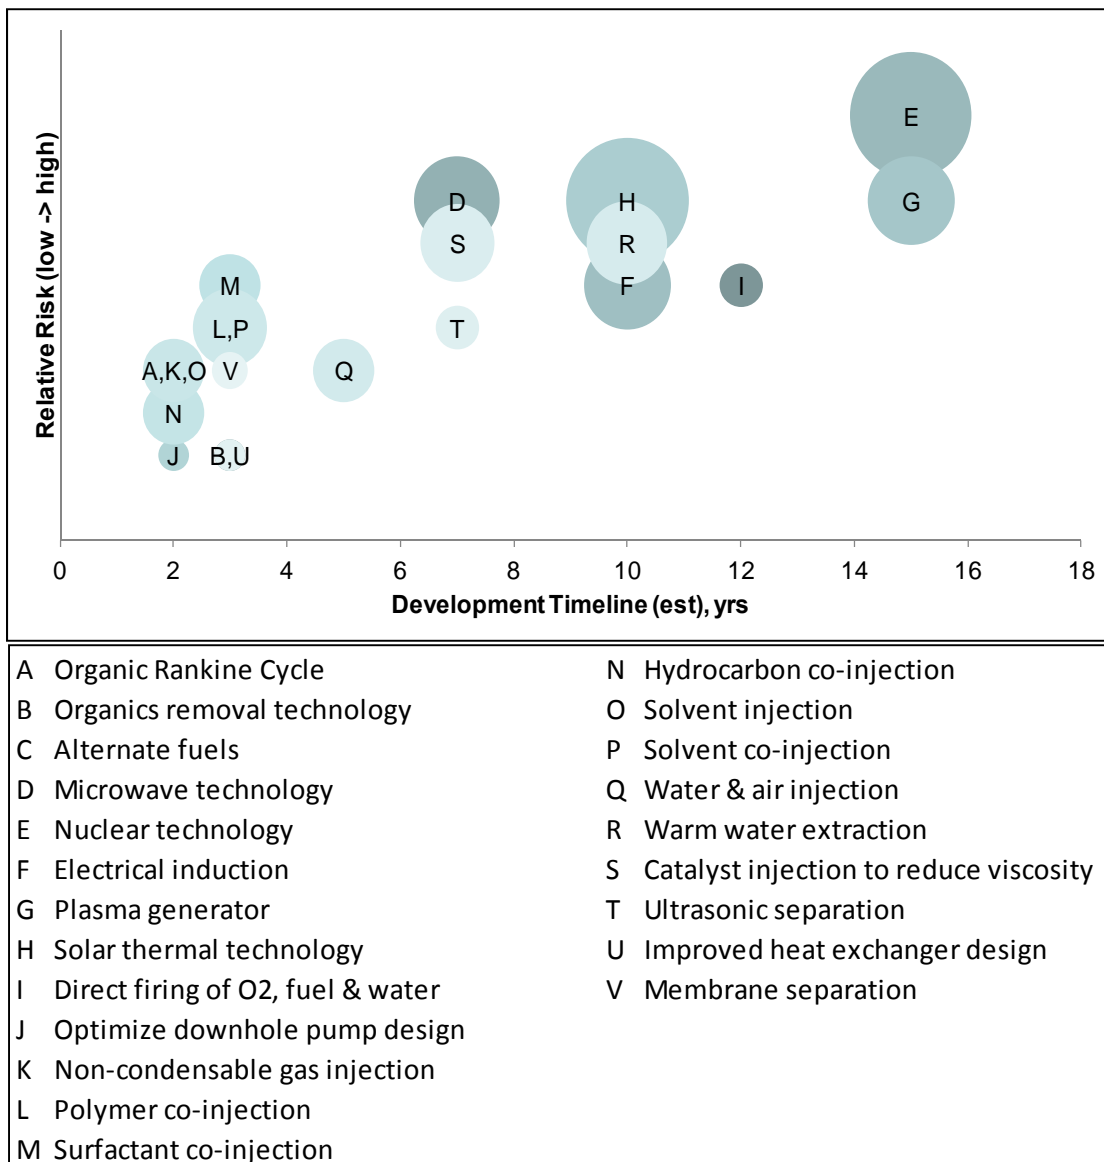 Relative Risk (low -> high)
E
D
H
G
S
R
M
F
I
L,P
T
A,K,O
V
Q
N
J
B,U
0
2
4
6
8
10
12
14
16
18
Development Timeline (est), yrs
A Organic Rankine Cycle
B Organics removal technology
C Alternate fuels
D Microwave technology
E Nuclear technology
F Electrical induction
G Plasma generator
H Solar thermal technology
I Direct firing of O2, fuel & water
J Optimize downhole pump design
K Non-condensable gas injection
L Polymer co-injection
M Surfactant co-injection
N Hydrocarbon co-injection
O Solvent injection
P Solvent co-injection
Q Water & air injection
R Warm water extraction
S Catalyst injection to reduce viscosity
T Ultrasonic separation
U Improved heat exchanger design
V Membrane separation